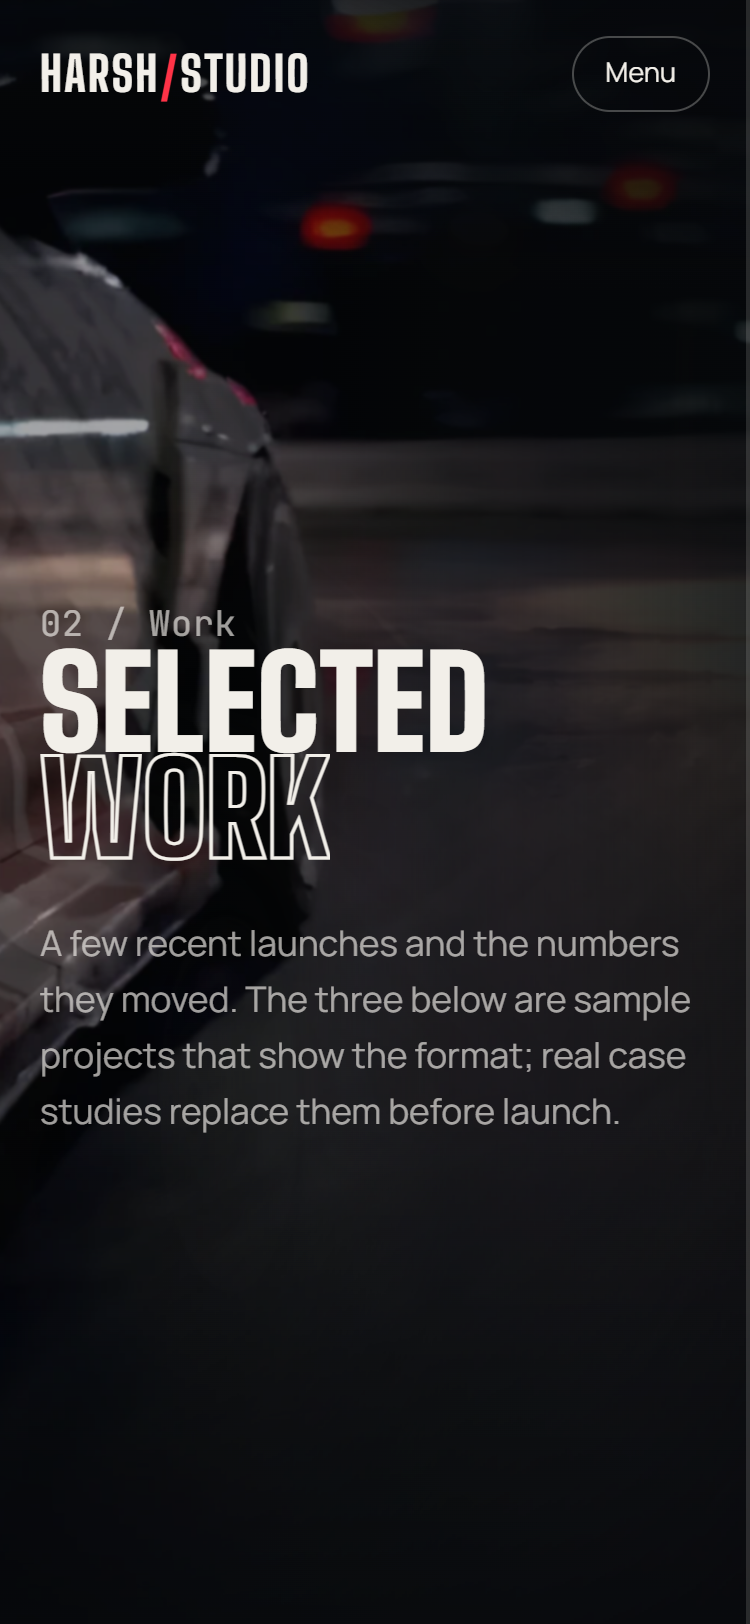 HARSH/STUDIO
Menu
02 / Work
SELECTED
WORK
A few recent launches and the numbers
they moved. The three below are sample
projects that show the format; real case
studies replace them before launch.